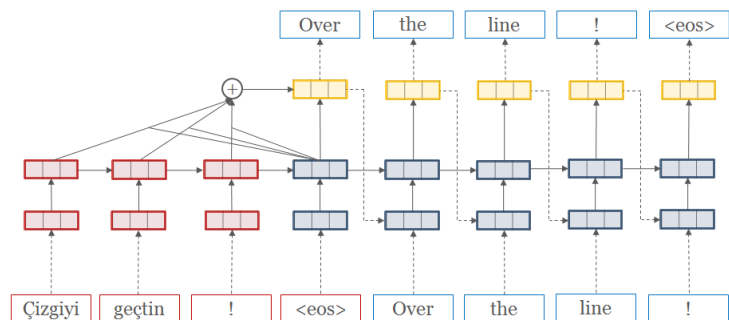 Over the line ! <eos>
+
Çizgiyi geçtin ! <eos> Over the line !